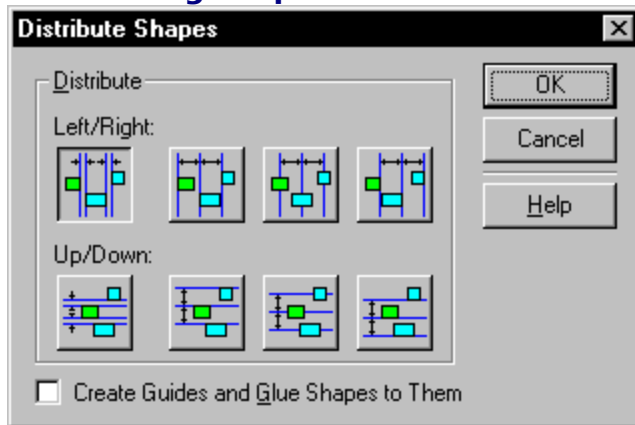 Distribute Shapes
Distribute
OK
Left/Right:
Cancel
Help
Up/Down:
Create Guides and Glue Shapes to Them